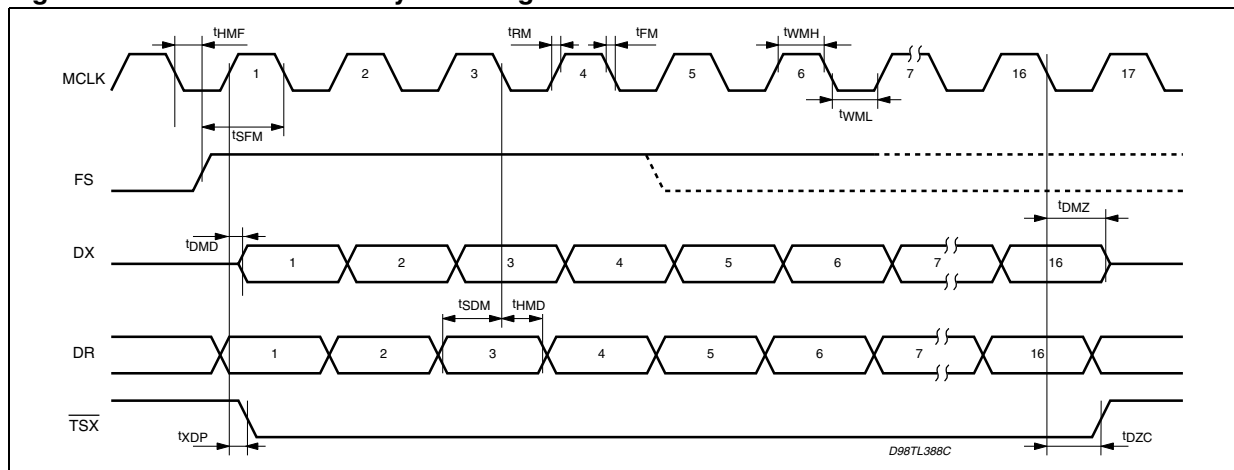 tHMF
tRM
tFM
tWMH
MCLK
1 2 3 4 5 6 7 16 17
tSFM
tWML
FS
tDMD
tDMZ
DX
1 2 3 4 5 6 7 16
tSDM
tHMD
DR
1 2 3 4 5 6 7 16
TSX
tXDP
tDZC
D98TL388C